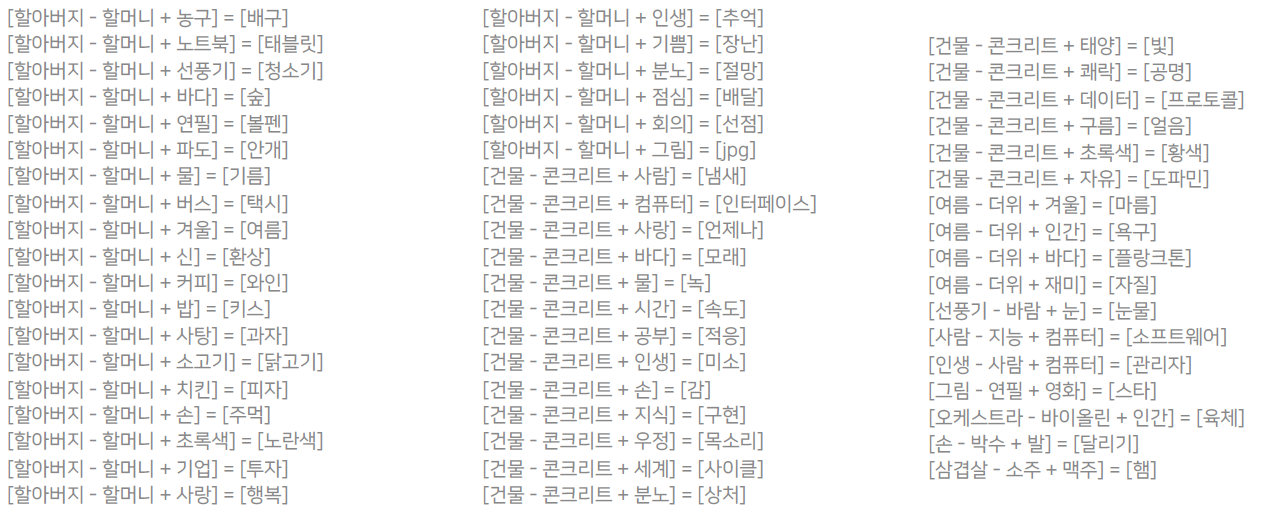 [할아버지 - 할머니 + 농구] = [배구]
[할아버지 - 할머니 + 노트북] = [태블릿]
[할아버지 - 할머니 + 선풍기] = [청소기]
[할아버지 - 할머니 + 바다] = [숲]
[할아버지 - 할머니 + 연필] = [볼펜]
[할아버지 - 할머니 + 파도] = [안개]
[할아버지 - 할머니 + 물] = [기름]
[할아버지 - 할머니 + 버스] = [택시]
[할아버지 - 할머니 + 겨울] = [여름]
[할아버지 - 할머니 + 신] = [환상]
[할아버지 - 할머니 + 커피] = [와인]
[할아버지 - 할머니 + 밥] = [키스]
[할아버지 - 할머니 + 사탕] = [과자]
[할아버지 - 할머니 + 소고기] = [닭고기]
[할아버지 - 할머니 + 치킨] = [피자]
[할아버지 - 할머니 + 손] = [주먹]
[할아버지 - 할머니 + 초록색] = [노란색]
[할아버지 - 할머니 + 기업] = [투자]
[할아버지 - 할머니 + 사랑] = [행복]
[할아버지 - 할머니 + 인생] = [추억]
[할아버지 - 할머니 + 기쁨] = [장난]
[할아버지 - 할머니 + 분노] = [절망]
[할아버지 - 할머니 + 점심] = [배달]
[할아버지 - 할머니 + 회의] = [선점]
[할아버지 - 할머니 + 그림] = [jpg]
[건물 - 콘크리트 + 사람] = [냄새]
[건물 - 콘크리트 + 컴퓨터] = [인터페이스]
[건물 - 콘크리트 + 사랑] = [언제나]
[건물 - 콘크리트 + 바다] = [모래]
[건물 - 콘크리트 + 물] = [녹]
[건물 - 콘크리트 + 시간] = [속도]
[건물 - 콘크리트 + 공부] = [적응]
[건물 - 콘크리트 + 인생] = [미소]
[건물 - 콘크리트 + 손] = [감]
[건물 - 콘크리트 + 지식] = [구현]
[건물 - 콘크리트 + 우정] = [목소리]
[건물 - 콘크리트 + 세계] = [사이클]
[건물 - 콘크리트 + 분노] = [상처]
[건물 - 콘크리트 + 태양] = [빛]
[건물 - 콘크리트 + 쾌락] = [공명]
[건물 - 콘크리트 + 데이터] = [프로토콜]
[건물 - 콘크리트 + 구름] = [얼음]
[건물 - 콘크리트 + 초록색] = [황색]
[건물 - 콘크리트 + 자유] = [도파민]
[여름 - 더위 + 겨울] = [마름]
[여름 - 더위 + 인간] = [욕구]
[여름 - 더위 + 바다] = [플랑크톤]
[여름 - 더위 + 재미] = [자질]
[선풍기 - 바람 + 눈] = [눈물]
[사람 - 지능 + 컴퓨터] = [소프트웨어]
[인생 - 사람 + 컴퓨터] = [관리자]
[그림 - 연필 + 영화] = [스타]
[오케스트라 - 바이올린 + 인간] = [육체]
[손 - 박수 + 발] = [달리기]
[삼겹살 - 소주 + 맥주] = [햄]